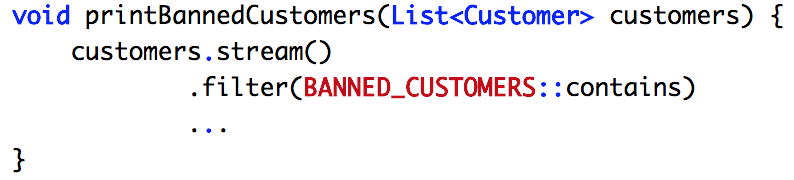 void printBannedCustomers(List<Customer> customers) {
    customers.stream()
            .filter(BANNED_CUSTOMERS::contains)
            ...
}